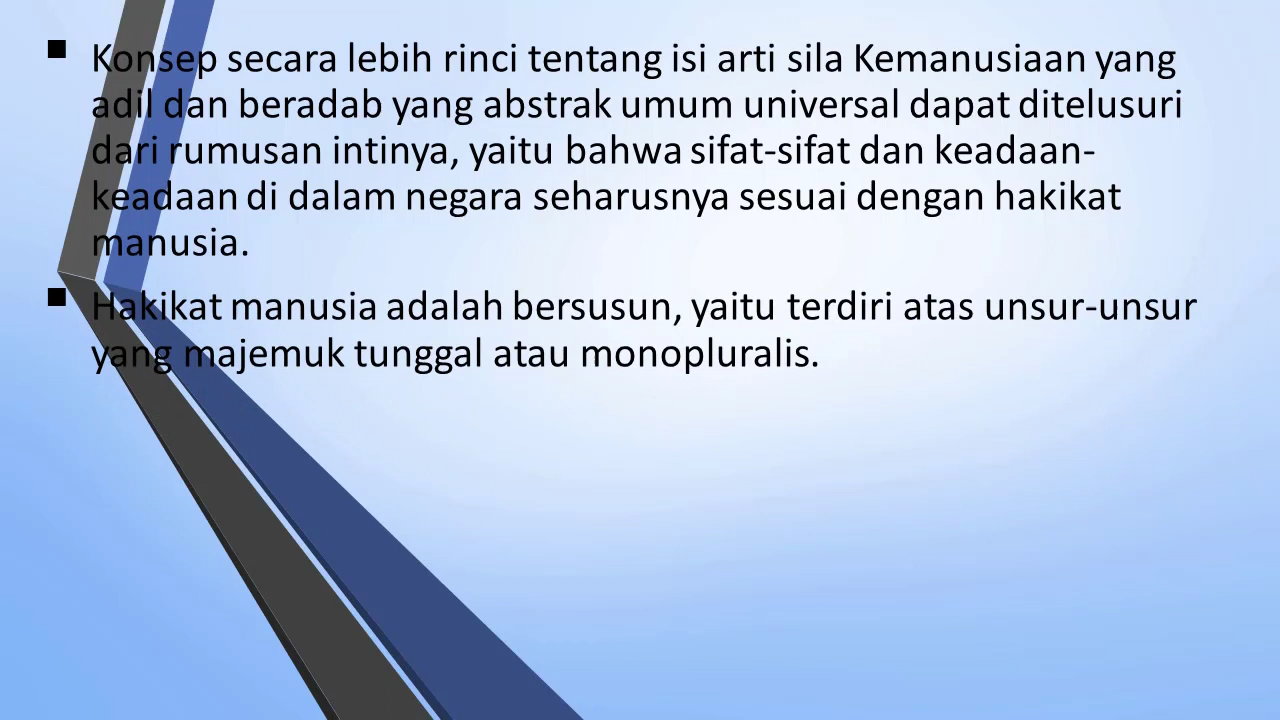 ▪ Konsep secara lebih rinci tentang isi arti sila Kemanusiaan yang
adil dan beradab yang abstrak umum universal dapat ditelusuri
dari rumusan intinya, yaitu bahwa sifat-sifat dan keadaan-
keadaan di dalam negara seharusnya sesuai dengan hakikat
manusia.
▪ Hakikat manusia adalah bersusun, yaitu terdiri atas unsur-unsur
yang majemuk tunggal atau monopluralis.